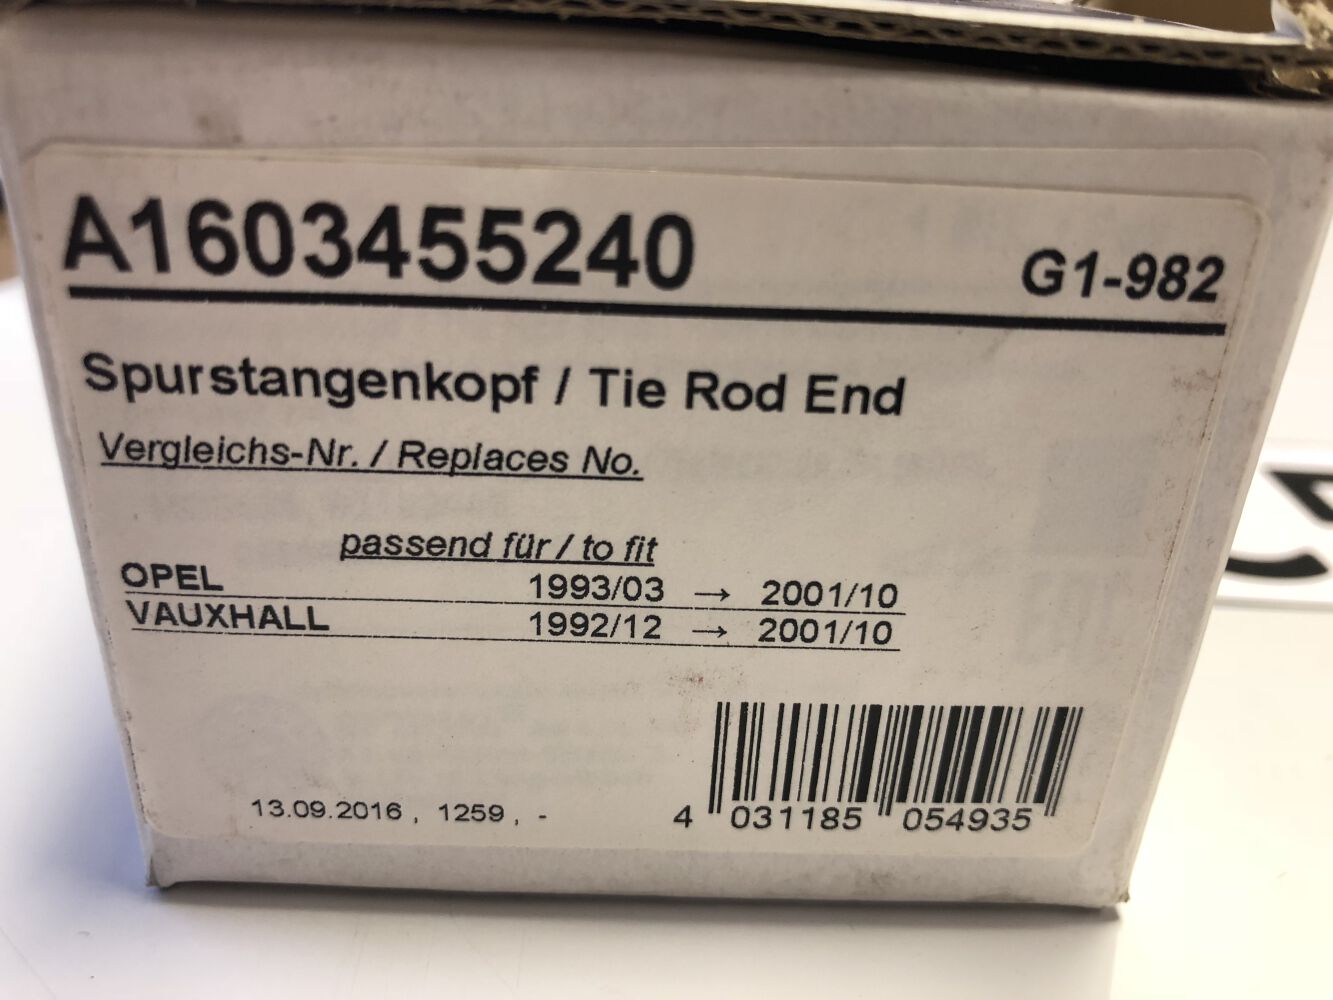 A1603455240 G1-982
Spurstangenkopf / Tie Rod End
Vergleichs-Nr. / Replaces No.
passend für / to fit
OPEL 1993/03 → 2001/10
VAUXHALL 1992/12 → 2001/10
13.09.2016 , 1259 , -
4 031185 054935